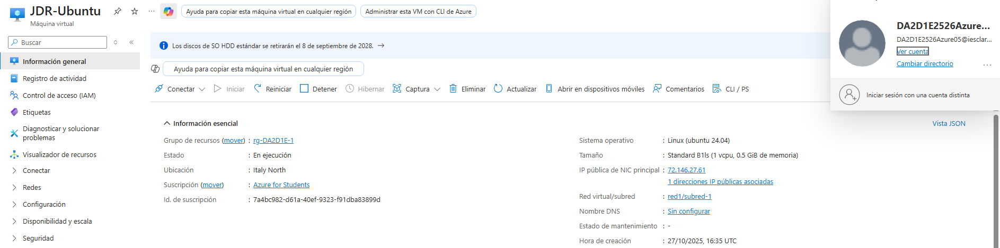 JDR-Ubuntu
Máquina virtual
Ayuda para copiar esta máquina virtual en cualquier región
Administrar esta VM con CLI de Azure
Buscar
Información general
Registro de actividad
Control de acceso (IAM)
Etiquetas
Diagnosticar y solucionar
problemas
Visualizador de recursos
Conectar
Redes
Configuración
Disponibilidad y escala
Seguridad
Los discos de SO HDD estándar se retirarán el 8 de septiembre de 2028. →
Ayuda para copiar esta máquina virtual en cualquier región
Conectar Iniciar Reiniciar Detener Hibernar Captura Eliminar Actualizar Abrir en dispositivos móviles Comentarios CLI / PS
Información esencial
Vista JSON
Grupo de recursos (mover) : rg-DA2D1E-1
Estado : En ejecución
Ubicación : Italy North
Suscripción (mover) : Azure for Students
Id. de suscripción : 7a4bc982-d61a-40ef-9323-f91dba83899d
Sistema operativo : Linux (ubuntu 24.04)
Tamaño : Standard B1ls (1 vcpu, 0.5 GiB de memoria)
IP pública de NIC principal : 72.146.27.61
1 direcciones IP públicas asociadas
Red virtual/subred : red1/subred-1
Nombre DNS : Sin configurar
Estado de mantenimiento : -
Hora de creación : 27/10/2025, 16:35 UTC
DA2D1E2526Azure...
DA2D1E2526Azure05@iesclar...
Ver cuenta
Cambiar directorio
Iniciar sesión con una cuenta distinta